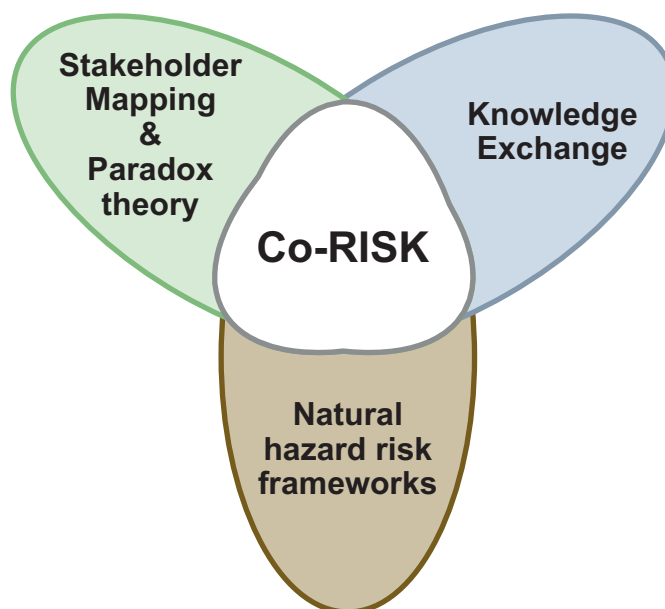 Stakeholder
Mapping
&
Paradox
theory
Knowledge
Exchange
Co-RISK
Natural
hazard risk
frameworks